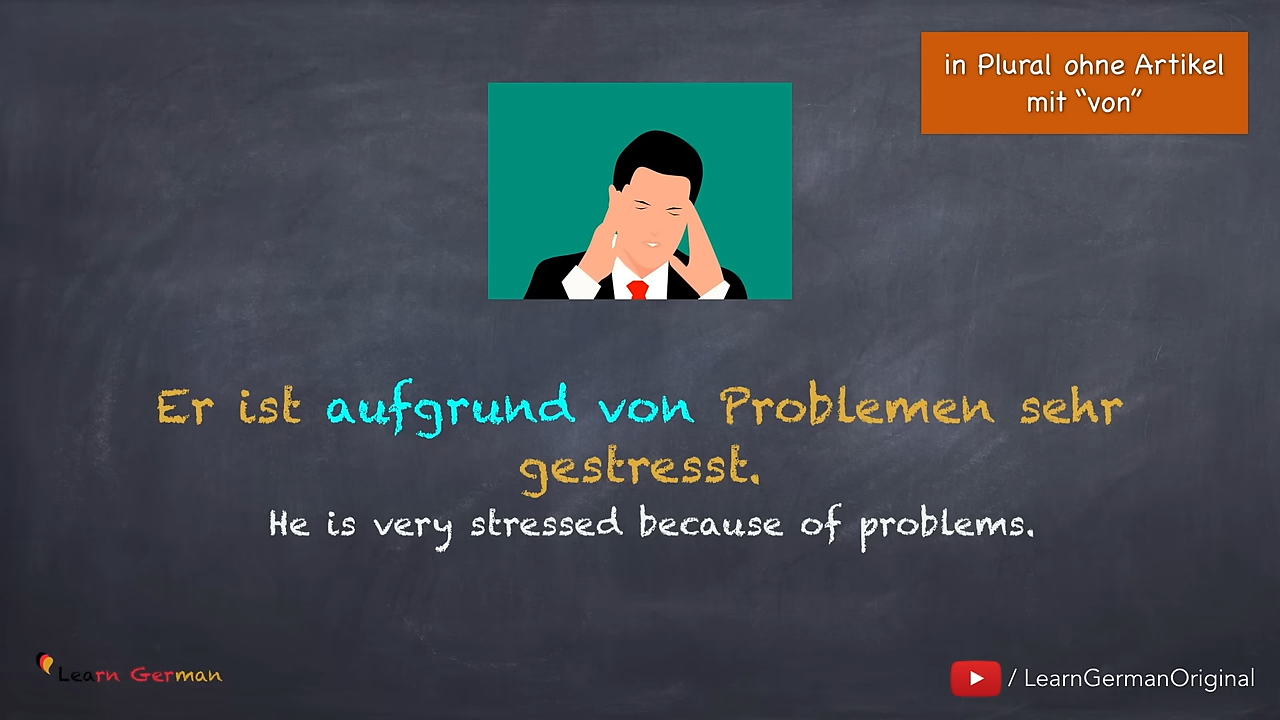 in Plural ohne Artikel
mit “von”
Er ist aufgrund von Problemen sehr
gestresst.
He is very stressed because of problems.
Learn German
/ LearnGermanOriginal